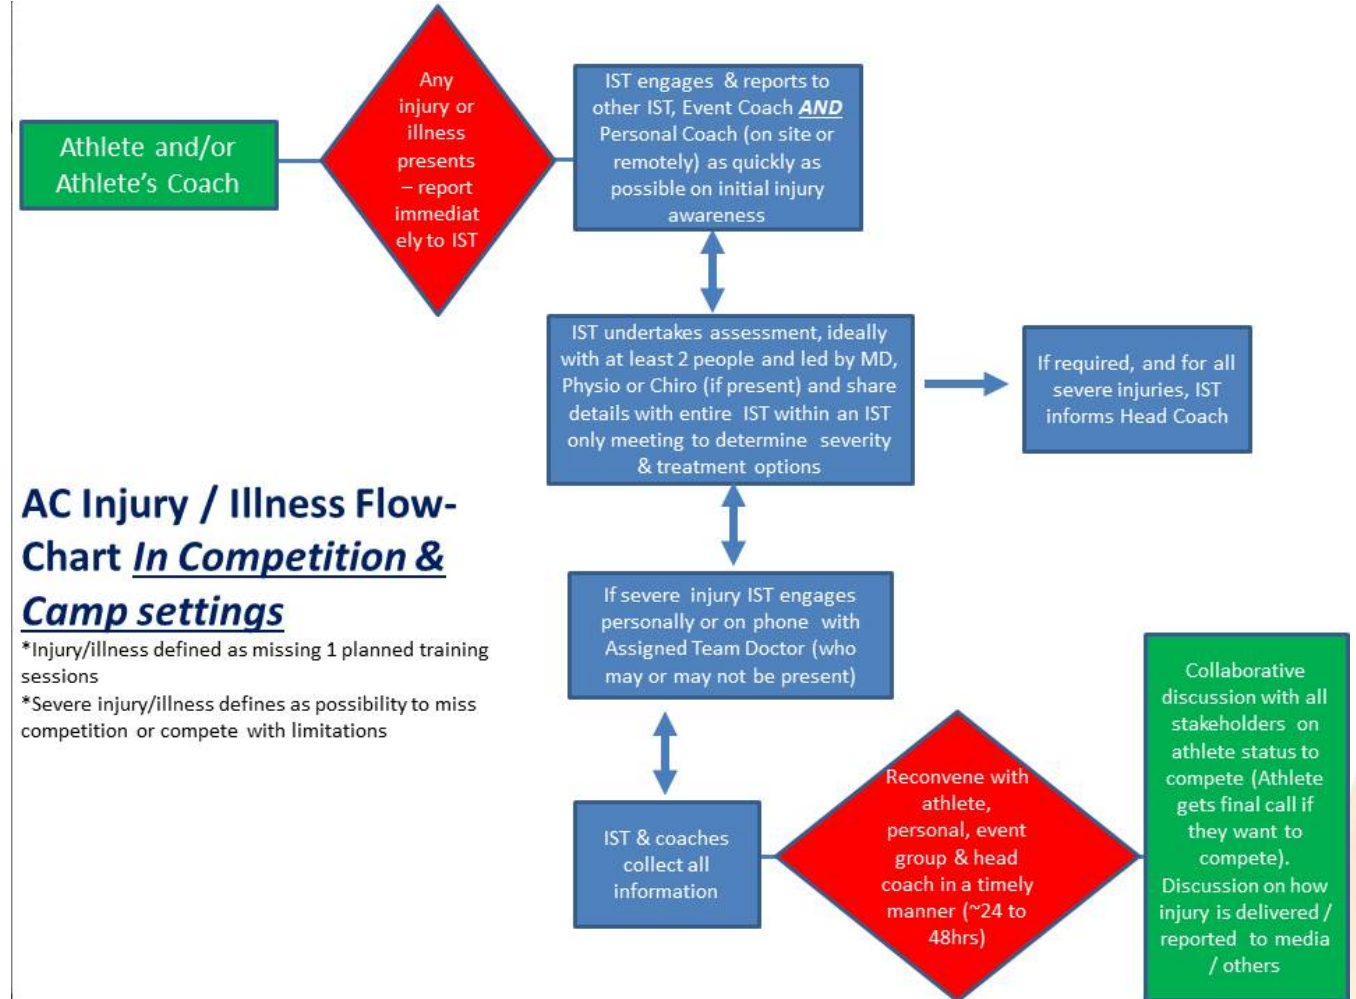 Athlete and/or
Athlete's Coach
Any
injury or
illness
presents
– report
immediat
ely to IST
IST engages & reports to
other IST, Event Coach AND
Personal Coach (on site or
remotely) as quickly as
possible on initial injury
awareness
IST undertakes assessment, ideally
with at least 2 people and led by MD,
Physio or Chiro (if present) and share
details with entire IST within an IST
only meeting to determine severity
& treatment options
If required, and for all
severe injuries, IST
informs Head Coach
AC Injury / Illness Flow-
Chart In Competition &
Camp settings
*Injury/illness defined as missing 1 planned training
sessions
*Severe injury/illness defines as possibility to miss
competition or compete with limitations
If severe injury IST engages
personally or on phone with
Assigned Team Doctor (who
may or may not be present)
IST & coaches
collect all
information
Reconvene with
athlete,
personal, event
group & head
coach in a timely
manner (~24 to
48hrs)
Collaborative
discussion with all
stakeholders on
athlete status to
compete (Athlete
gets final call if
they want to
compete).
Discussion on how
injury is delivered /
reported to media
/ others